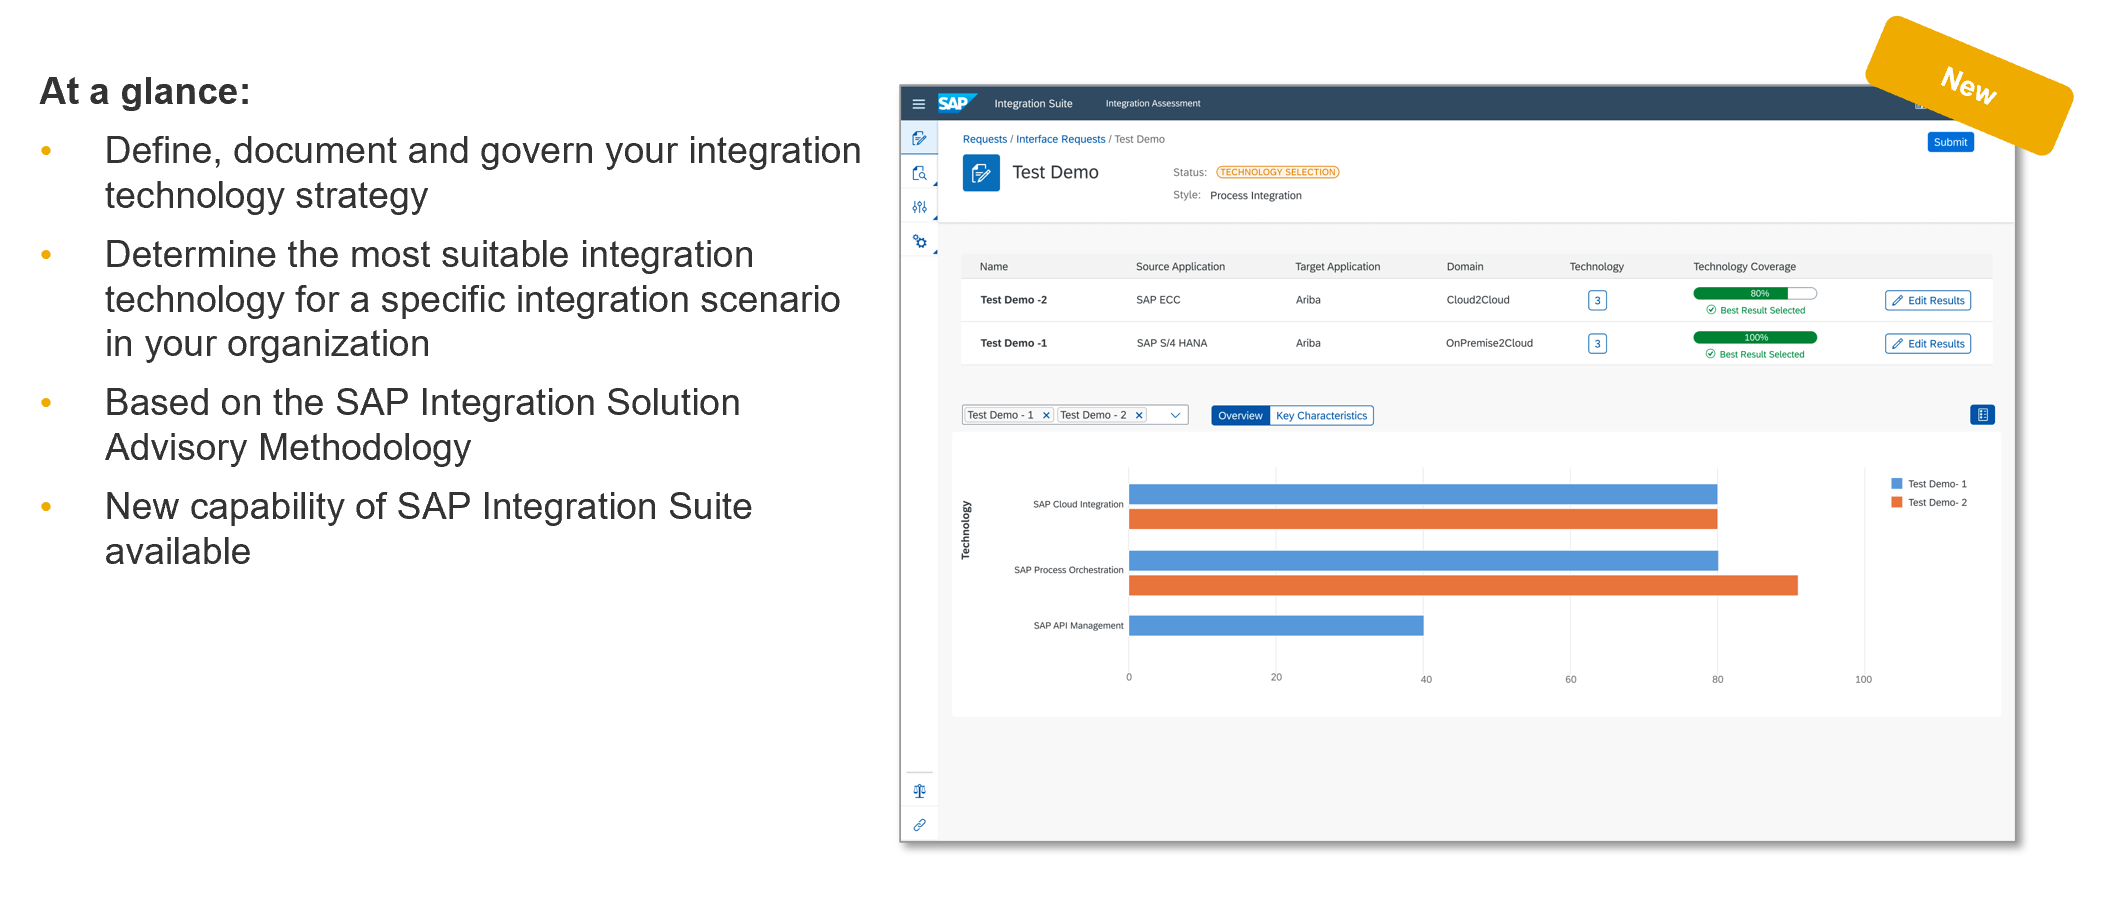 At a glance:
• Define, document and govern your integration
technology strategy
• Determine the most suitable integration
technology for a specific integration scenario
in your organization
• Based on the SAP Integration Solution
Advisory Methodology
• New capability of SAP Integration Suite
available
New
SAP Integration Suite Integration Assessment
Requests / Interface Requests / Test Demo
Submit
Test Demo
Status: TECHNOLOGY SELECTION
Style: Process Integration
Name Source Application Target Application Domain Technology Technology Coverage
Test Demo -2 SAP ECC Ariba Cloud2Cloud 3 80% Edit Results
Best Result Selected
Test Demo -1 SAP S/4 HANA Ariba OnPremise2Cloud 3 100% Edit Results
Best Result Selected
Test Demo - 1 Test Demo - 2 Overview Key Characteristics
Technology
SAP Cloud Integration
SAP Process Orchestration
SAP API Management
0 20 40 60 80 100
Test Demo- 1
Test Demo- 2